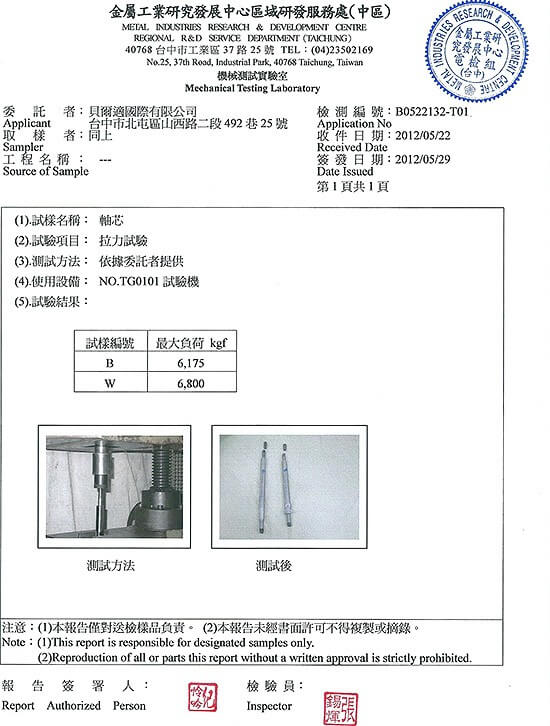 金屬工業研究發展中心區域研發服務處(中區)
METAL INDUSTRIES RESEARCH & DEVELOPMENT CENTRE
REGIONAL R&D SERVICE DEPARTMENT (TAICHUNG)
40768 台中市工業區 37 路 25 號 TEL：(04)23502169
No.25, 37th Road, Industrial Park, 40768 Taichung, Taiwan
機械測試實驗室
Mechanical Testing Laboratory
METAL INDUSTRIES RESEARCH & DEVELOPMENT CENTRE
金屬工業研
究發展中心
電檢組
(台中)
委託者：貝爾適國際有限公司
Applicant 台中市北屯區山西路二段 492 巷 25 號
取樣者：同上
Sampler
工程名稱： ---
Source of Sample
檢測編號：B0522132-T01
Application No
收件日期：2012/05/22
Received Date
簽發日期：2012/05/29
Date Issued
第 1 頁共 1 頁
(1).試樣名稱： 軸芯
(2).試驗項目： 拉力試驗
(3).測試方法： 依據委託者提供
(4).使用設備： NO.TG0101 試驗機
(5).試驗結果：
試樣編號 最大負荷 kgf
B 6,175
W 6,800
測試方法 測試後
注意：(1)本報告僅對送檢樣品負責。 (2)本報告未經書面許可不得複製或摘錄。
Note：(1)This report is responsible for designated samples only.
(2)Reproduction of all or parts this report without a written approval is strictly prohibited.
報告簽署人：
Report Authorized Person
檢驗員：
Inspector
張錫煇